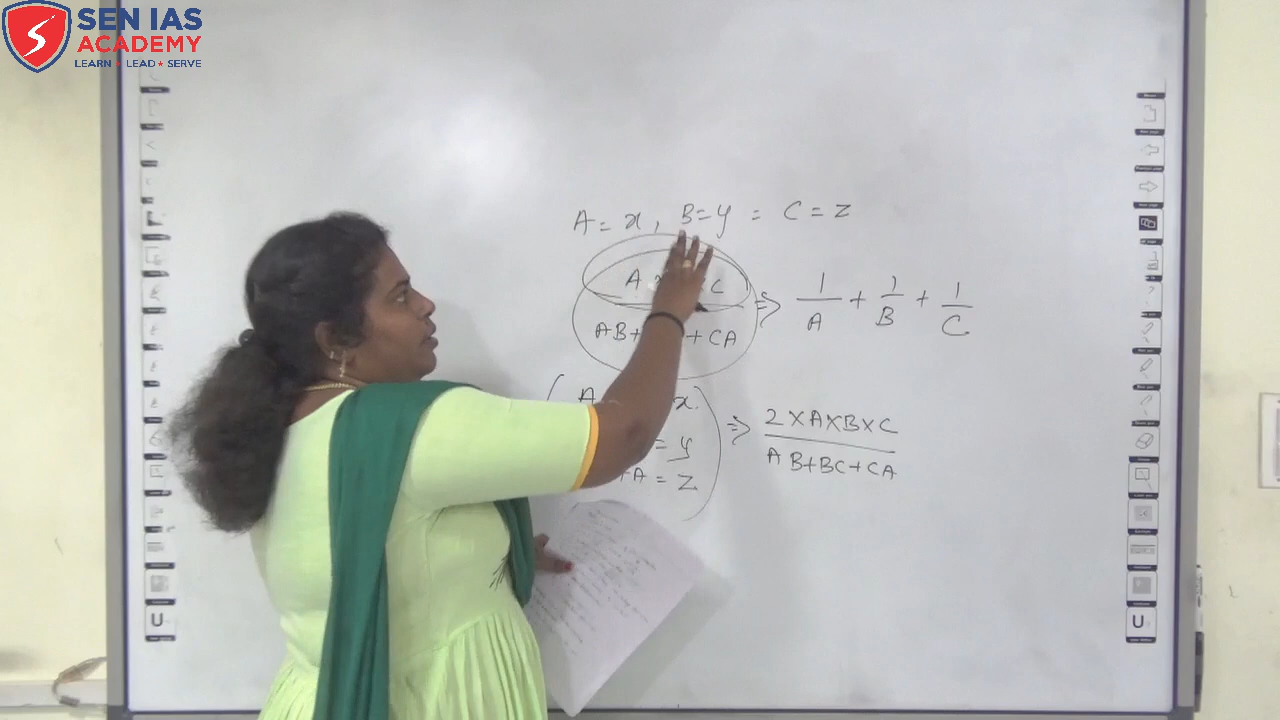 SEN IAS
ACADEMY
LEARN ★ LEAD ★ SERVE
A = x , B = y = C = z
A C ⇒ 1/A + 1/B + 1/C
AB+ + CA
A x
= y ⇒ 2×A×B×C
+A = z AB+BC+CA